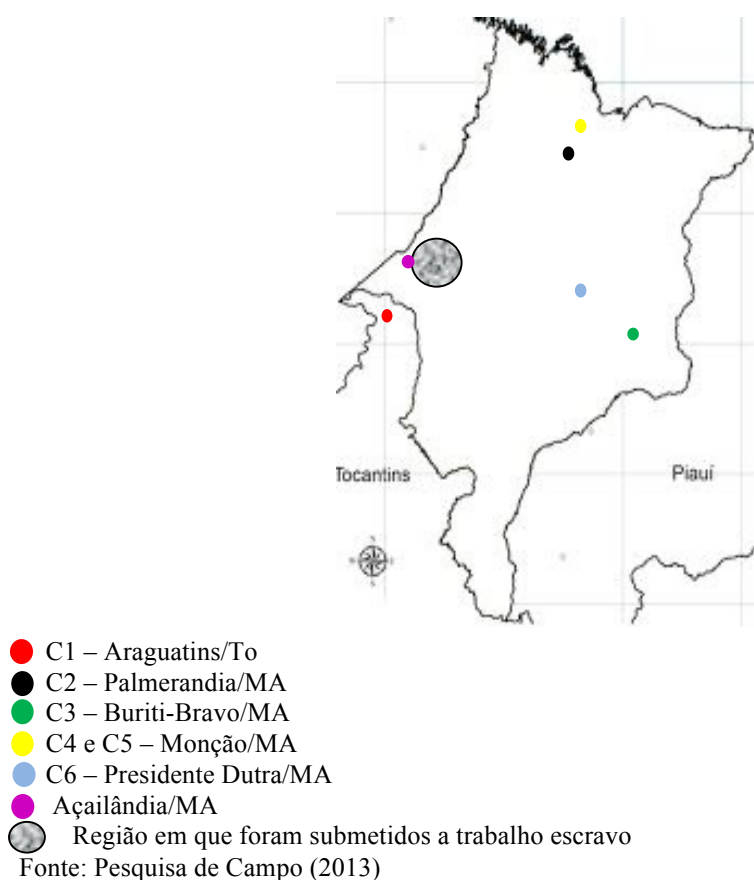 Tocantins
Piauí
C1 – Araguatins/To
C2 – Palmerandia/MA
C3 – Buriti-Bravo/MA
C4 e C5 – Monção/MA
C6 – Presidente Dutra/MA
Açailândia/MA
Região em que foram submetidos a trabalho escravo
Fonte: Pesquisa de Campo (2013)